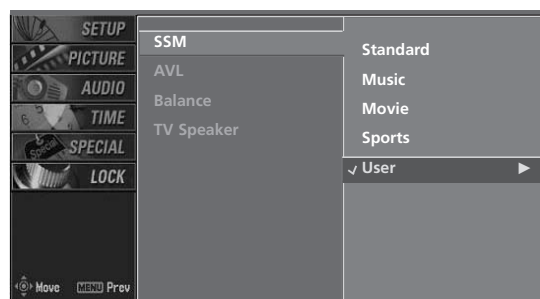 SETUP
PICTURE
AUDIO
TIME
SPECIAL
LOCK
Move MENU Prev
SSM
AVL
Balance
TV Speaker
Standard
Music
Movie
Sports
User